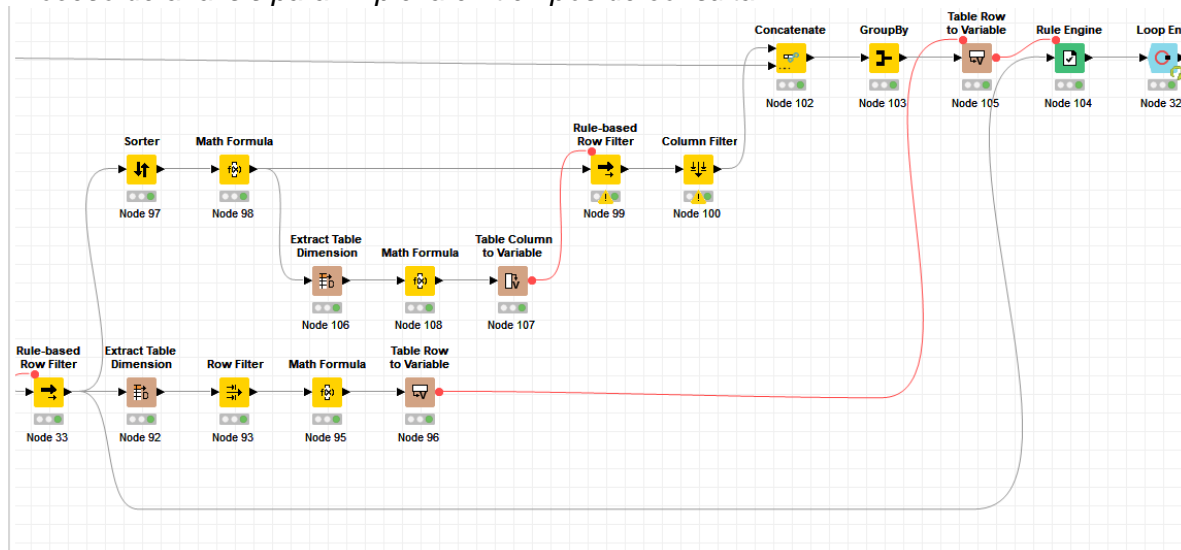 Concatenate
GroupBy
Table Row
to Variable
Rule Engine
Loop En
Node 102
Node 103
Node 105
Node 104
Node 32
Sorter
Math Formula
Rule-based
Row Filter
Column Filter
Node 97
Node 98
Node 99
Node 100
Extract Table
Dimension
Math Formula
Table Column
to Variable
Node 106
Node 108
Node 107
Rule-based
Row Filter
Extract Table
Dimension
Row Filter
Math Formula
Table Row
to Variable
Node 33
Node 92
Node 93
Node 95
Node 96